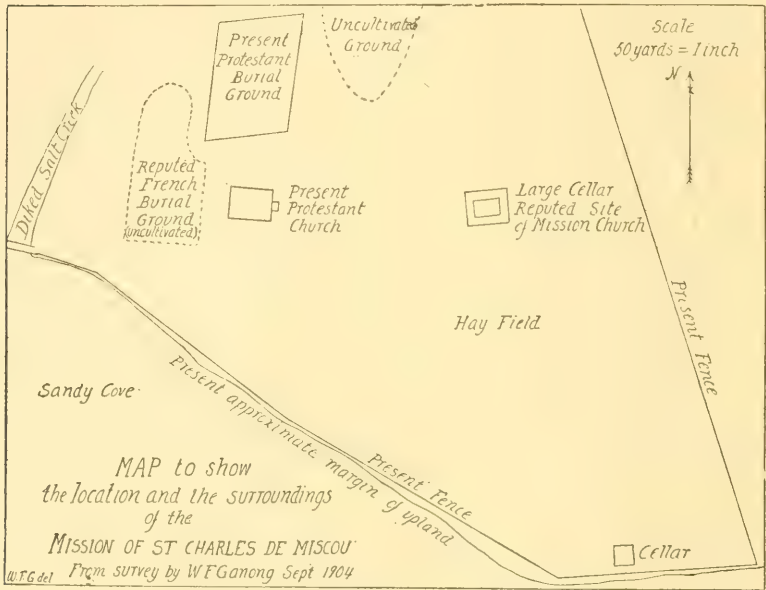 Uncultivated
Ground
Scale
50 yards = 1 inch
N
Present
Protestant
Burial
Ground
Diked Salt Creek
Reputed
French
Burial
Ground
(uncultivated)
Present
Protestant
Church
Large Cellar
Reputed Site
of Mission Church
Present Fence
Hay Field
Sandy Cove
Present approximate margin of upland
Present Fence
MAP to show
the location and the surroundings
of the
MISSION OF ST CHARLES DE MISCOU
From survey by WFGanong Sept 1904
W.F.G del
Cellar